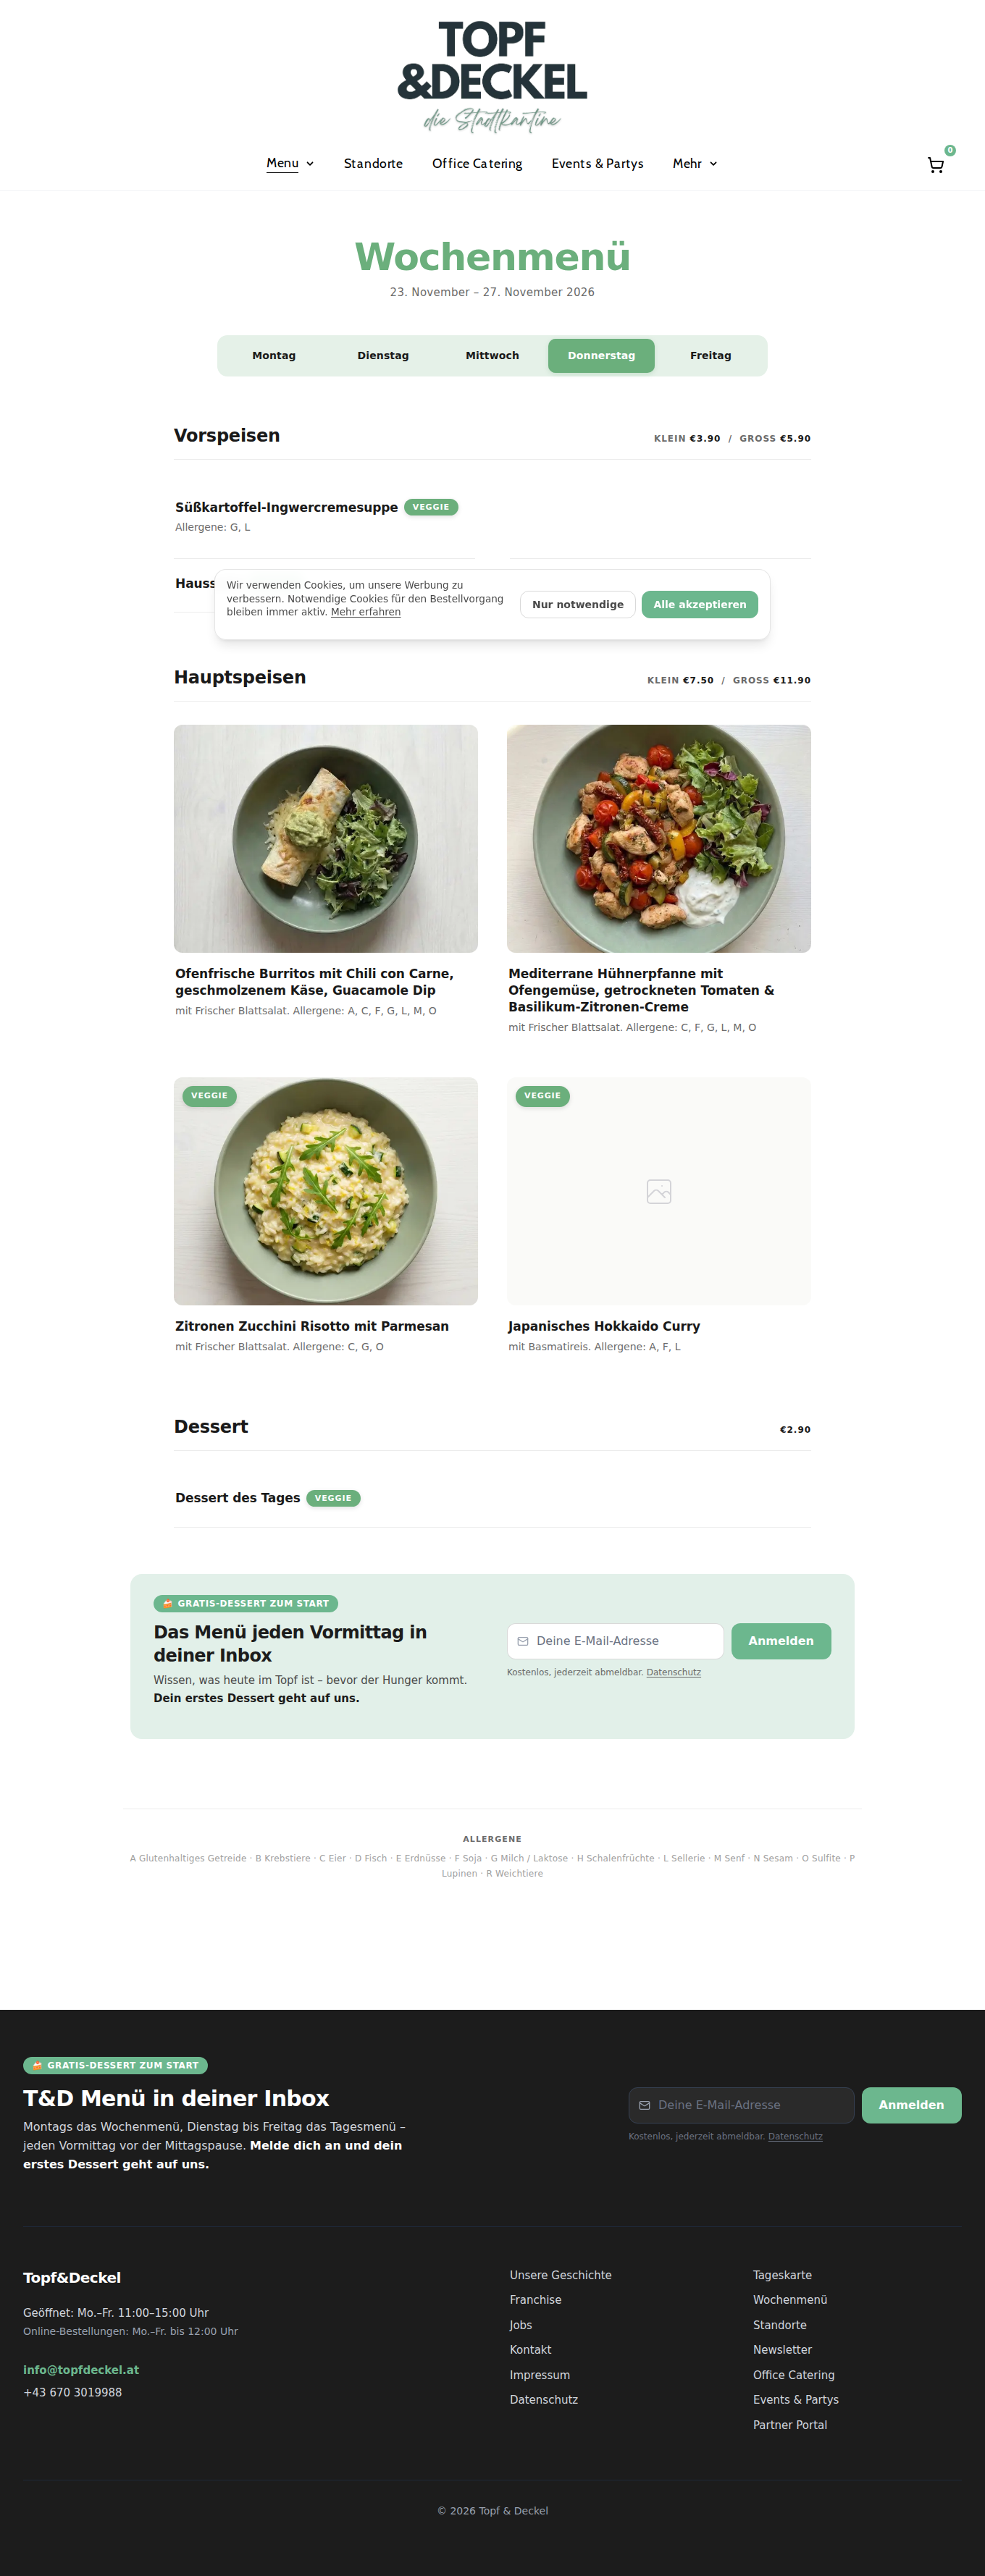 TOPF
&DECKEL
die Stadtkantine
Menu
Standorte
Office Catering
Events & Partys
Mehr
0
Wochenmenü
23. November – 27. November 2026
Montag
Dienstag
Mittwoch
Donnerstag
Freitag
Vorspeisen
KLEIN €3.90 / GROSS €5.90
Süßkartoffel-Ingwercremesuppe VEGGIE
Allergene: G, L
Wir verwenden Cookies, um unsere Werbung zu
verbessern. Notwendige Cookies für den Bestellvorgang
bleiben immer aktiv. Mehr erfahren
Nur notwendige
Alle akzeptieren
Hauptspeisen
KLEIN €7.50 / GROSS €11.90
Ofenfrische Burritos mit Chili con Carne,
geschmolzenem Käse, Guacamole Dip
mit Frischer Blattsalat. Allergene: A, C, F, G, L, M, O
Mediterrane Hühnerpfanne mit
Ofengemüse, getrockneten Tomaten &
Basilikum-Zitronen-Creme
mit Frischer Blattsalat. Allergene: C, F, G, L, M, O
VEGGIE
Zitronen Zucchini Risotto mit Parmesan
mit Frischer Blattsalat. Allergene: C, G, O
VEGGIE
Japanisches Hokkaido Curry
mit Basmatireis. Allergene: A, F, L
Dessert
€2.90
Dessert des Tages VEGGIE
🍰 GRATIS-DESSERT ZUM START
Das Menü jeden Vormittag in
deiner Inbox
Wissen, was heute im Topf ist – bevor der Hunger kommt.
Dein erstes Dessert geht auf uns.
Deine E-Mail-Adresse
Anmelden
Kostenlos, jederzeit abmeldbar. Datenschutz
ALLERGENE
A Glutenhaltiges Getreide · B Krebstiere · C Eier · D Fisch · E Erdnüsse · F Soja · G Milch / Laktose · H Schalenfrüchte · L Sellerie · M Senf · N Sesam · O Sulfite · P
Lupinen · R Weichtiere
🍰 GRATIS-DESSERT ZUM START
T&D Menü in deiner Inbox
Montags das Wochenmenü, Dienstag bis Freitag das Tagesmenü –
jeden Vormittag vor der Mittagspause. Melde dich an und dein
erstes Dessert geht auf uns.
Deine E-Mail-Adresse
Anmelden
Kostenlos, jederzeit abmeldbar. Datenschutz
Topf&Deckel
Geöffnet: Mo.–Fr. 11:00–15:00 Uhr
Online-Bestellungen: Mo.–Fr. bis 12:00 Uhr
info@topfdeckel.at
+43 670 3019988
Unsere Geschichte
Franchise
Jobs
Kontakt
Impressum
Datenschutz
Tageskarte
Wochenmenü
Standorte
Newsletter
Office Catering
Events & Partys
Partner Portal
© 2026 Topf & Deckel